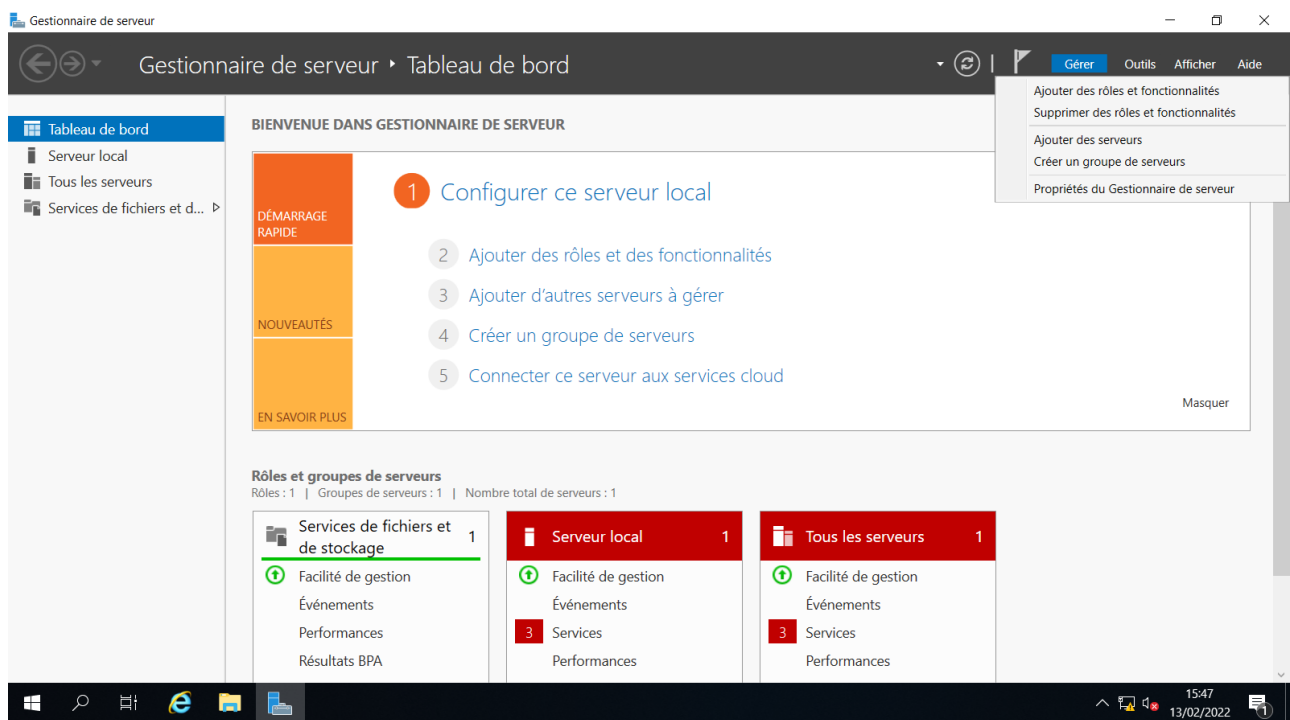 Gestionnaire de serveur
Gestionnaire de serveur ‣ Tableau de bord
Gérer Outils Afficher Aide
Ajouter des rôles et fonctionnalités
Supprimer des rôles et fonctionnalités
Ajouter des serveurs
Créer un groupe de serveurs
Propriétés du Gestionnaire de serveur
Tableau de bord
Serveur local
Tous les serveurs
Services de fichiers et d...
BIENVENUE DANS GESTIONNAIRE DE SERVEUR
DÉMARRAGE
RAPIDE
NOUVEAUTÉS
EN SAVOIR PLUS
1 Configurer ce serveur local
2 Ajouter des rôles et des fonctionnalités
3 Ajouter d’autres serveurs à gérer
4 Créer un groupe de serveurs
5 Connecter ce serveur aux services cloud
Masquer
Rôles et groupes de serveurs
Rôles : 1 | Groupes de serveurs : 1 | Nombre total de serveurs : 1
Services de fichiers et
de stockage
1
Facilité de gestion
Événements
Performances
Résultats BPA
Serveur local 1
Facilité de gestion
Événements
3 Services
Performances
Tous les serveurs 1
Facilité de gestion
Événements
3 Services
Performances
15:47
13/02/2022
1